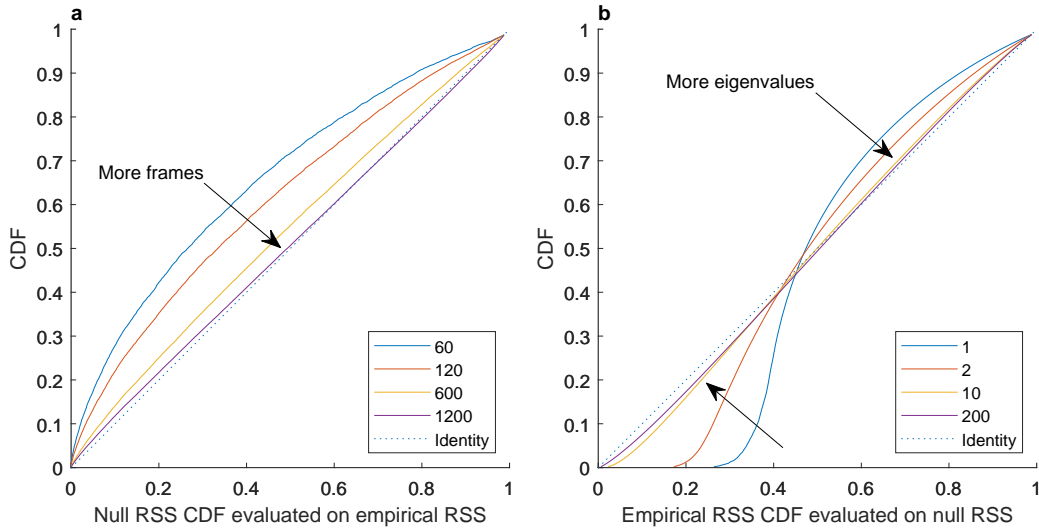 a
1
0.9
0.8
0.7
0.6
0.5
0.4
0.3
0.2
0.1
0
CDF
More frames
60
120
600
1200
Identity
0 0.2 0.4 0.6 0.8 1
Null RSS CDF evaluated on empirical RSS
b
1
0.9
0.8
0.7
0.6
0.5
0.4
0.3
0.2
0.1
0
CDF
More eigenvalues
1
2
10
200
Identity
0 0.2 0.4 0.6 0.8 1
Empirical RSS CDF evaluated on null RSS